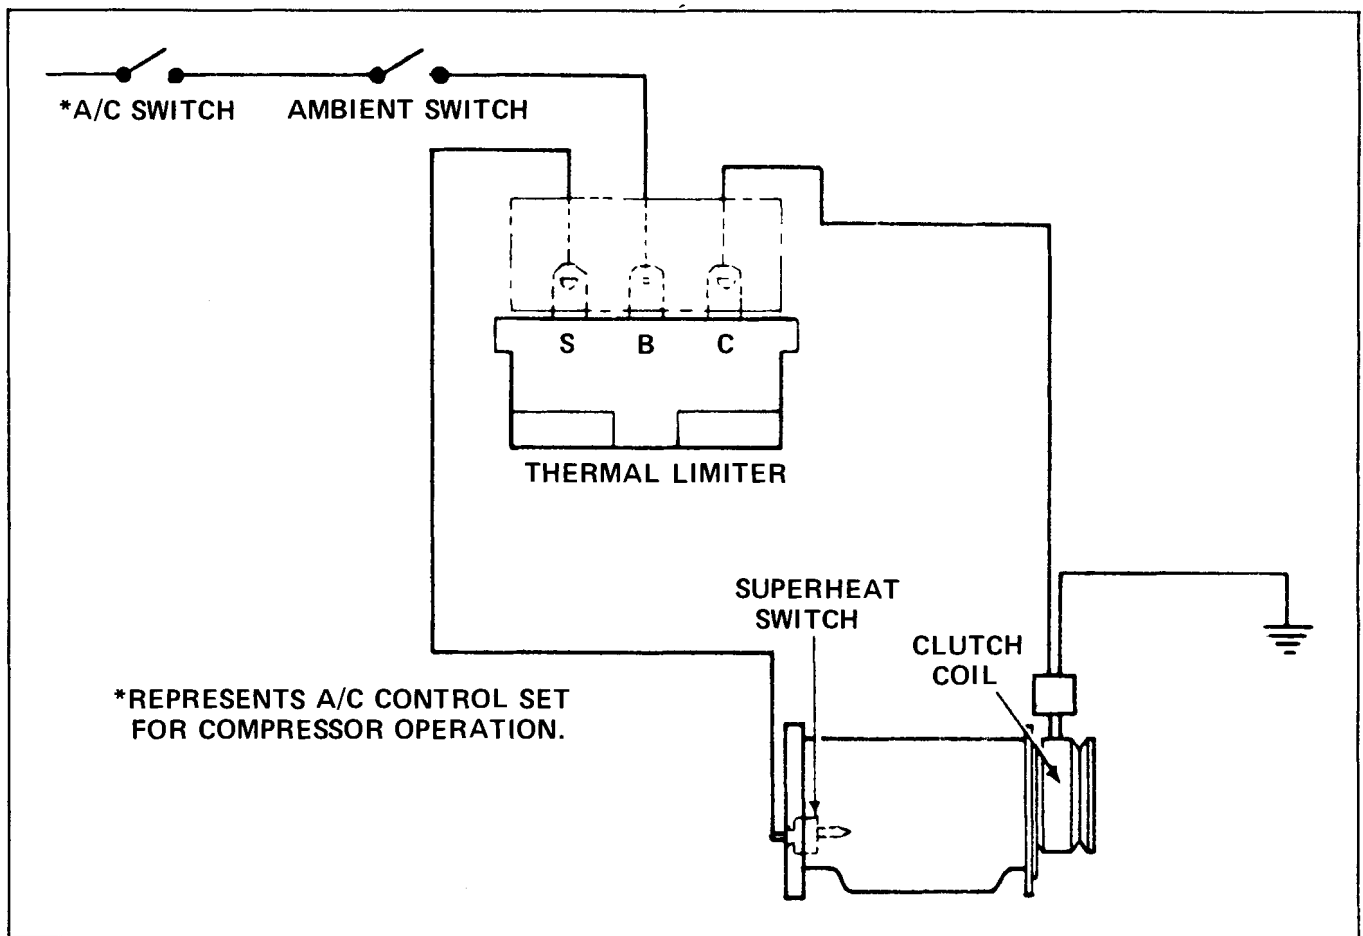 *A/C SWITCH
AMBIENT SWITCH
S B C
THERMAL LIMITER
SUPERHEAT
SWITCH
CLUTCH
COIL
*REPRESENTS A/C CONTROL SET
FOR COMPRESSOR OPERATION.